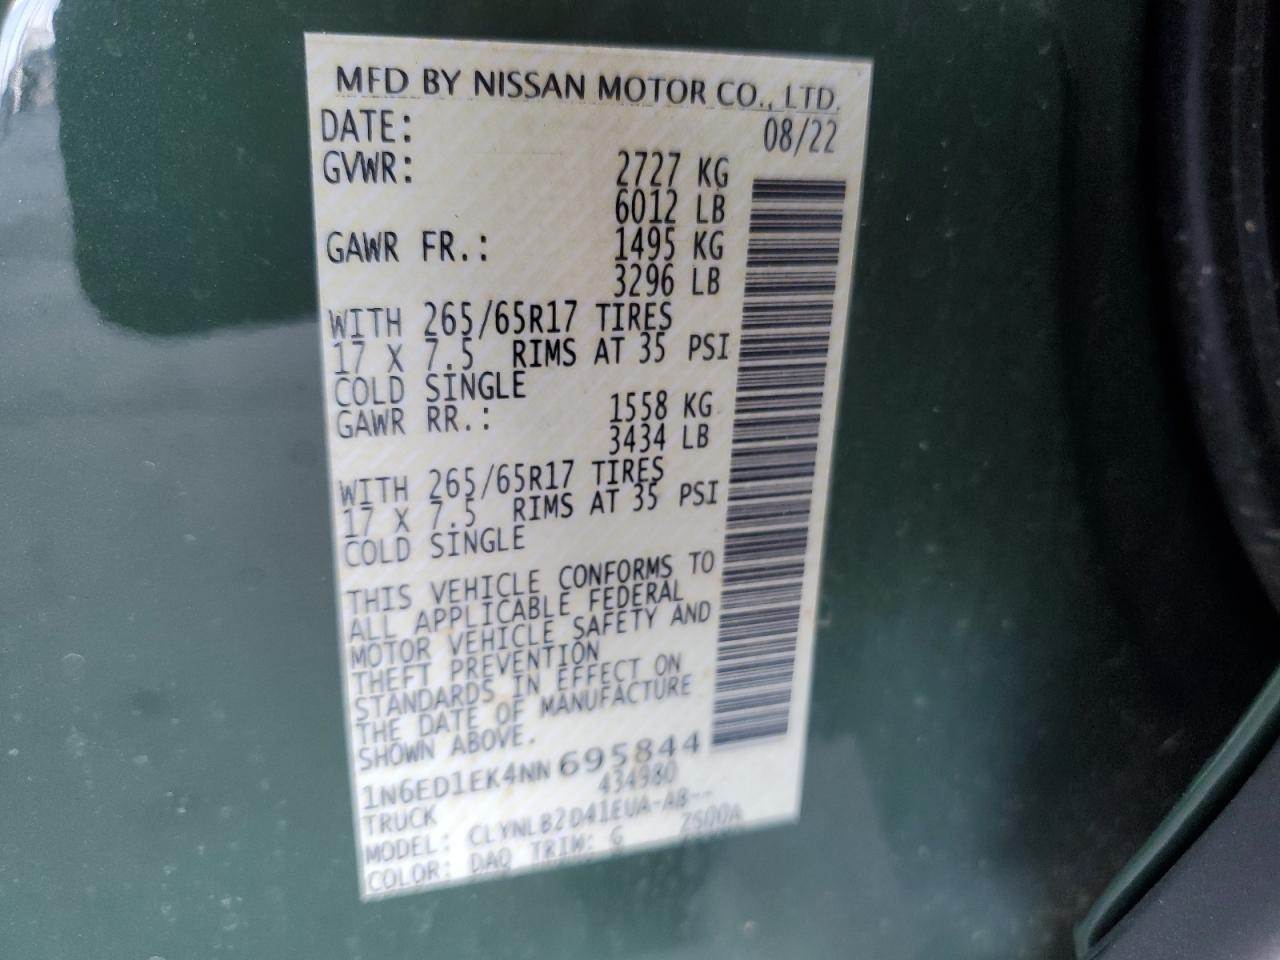 MFD BY NISSAN MOTOR CO., LTD.
DATE: 08/22
GVWR: 2727 KG
6012 LB
GAWR FR.: 1495 KG
3296 LB
WITH 265/65R17 TIRES
17 X 7.5 RIMS AT 35 PSI
COLD SINGLE
GAWR RR.: 1558 KG
3434 LB
WITH 265/65R17 TIRES
17 X 7.5 RIMS AT 35 PSI
COLD SINGLE
THIS VEHICLE CONFORMS TO
ALL APPLICABLE FEDERAL
MOTOR VEHICLE SAFETY AND
THEFT PREVENTION
STANDARDS IN EFFECT ON
THE DATE OF MANUFACTURE
SHOWN ABOVE.
1N6ED1EK4NN695844
TRUCK 434980
MODEL: CLYNLB2D41EUA-AB--
COLOR: DAQ TRIM: G ZS00A